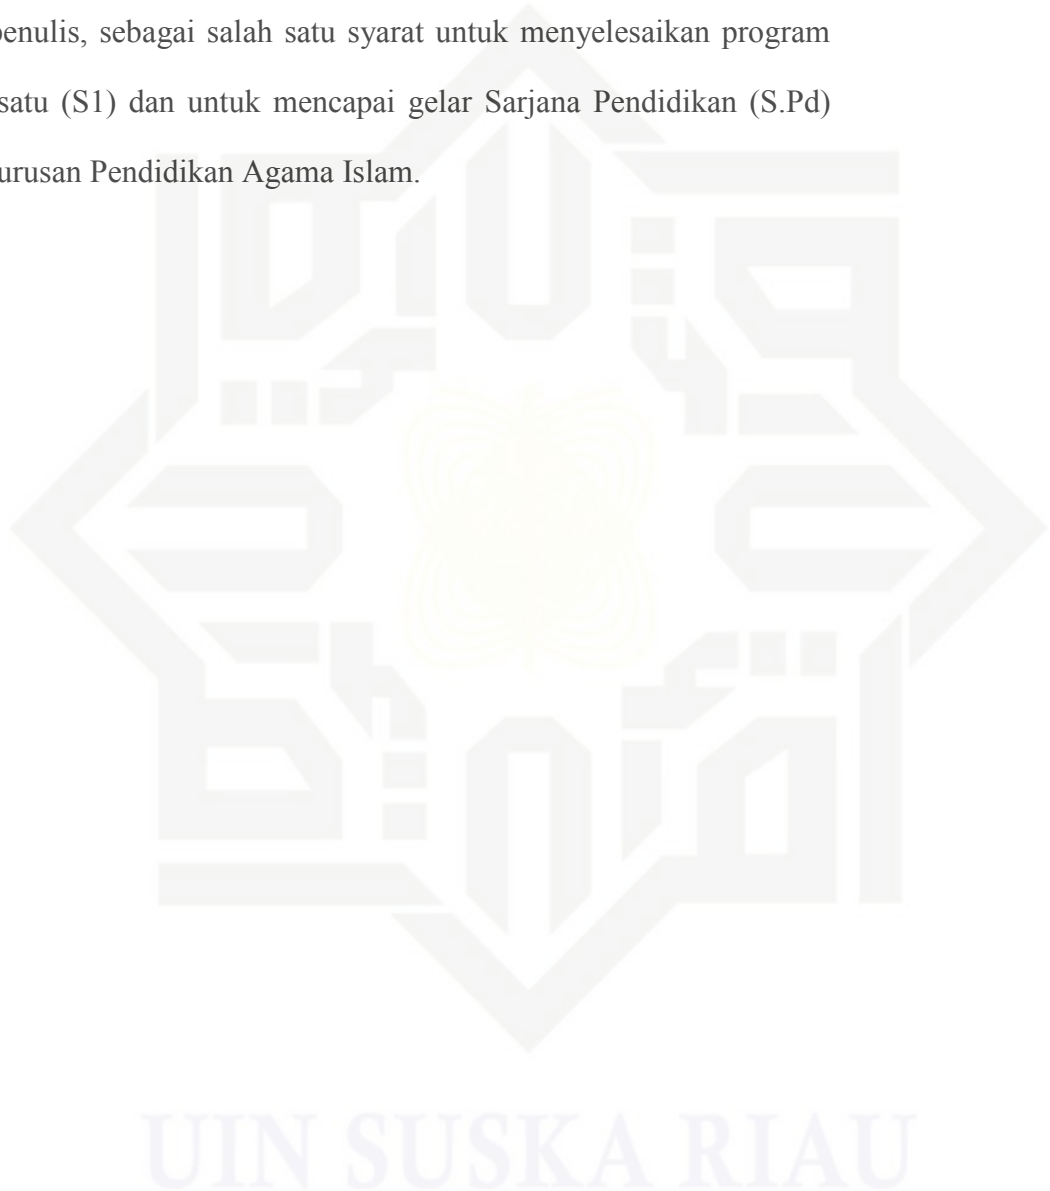 penulis, sebagai salah satu syarat untuk menyelesaikan program
satu (S1) dan untuk mencapai gelar Sarjana Pendidikan (S.Pd)
urusan Pendidikan Agama Islam.
UIN SUSKA RIAU